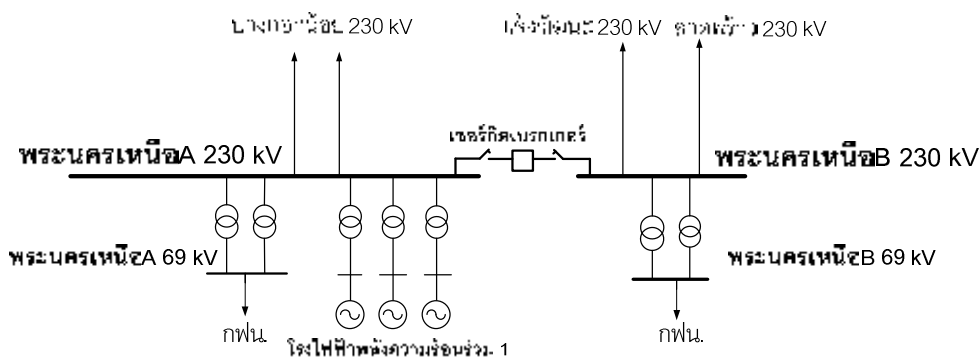 บางกอกน้อย 230 kV
แจ้งวัฒนะ 230 kV
ลาดพร้าว 230 kV
เซอร์กิตเบรกเกอร์
พระนครเหนือA 230 kV
พระนครเหนือB 230 kV
พระนครเหนือA 69 kV
พระนครเหนือB 69 kV
กฟน.
กฟน.
โรงไฟฟ้าพลังความร้อนร่วม. 1